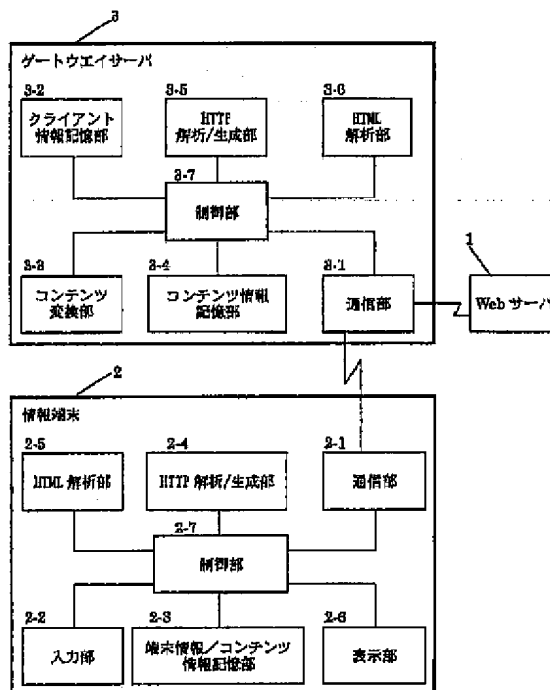 3
ゲートウエイサーバ
3-2
3-5
3-6
クライアント
情報記憶部
HTTP
解析/生成部
HTML
解析部
3-7
制御部
3-3
3-4
3-1
コンテンツ
変換部
コンテンツ情報
記憶部
通信部
1
Web サーバ
2
情報端末
2-5
2-4
2-1
HTML 解析部
HTTP 解析/生成部
通信部
2-7
制御部
2-2
2-3
2-6
入力部
端末情報/コンテンツ
情報記憶部
表示部